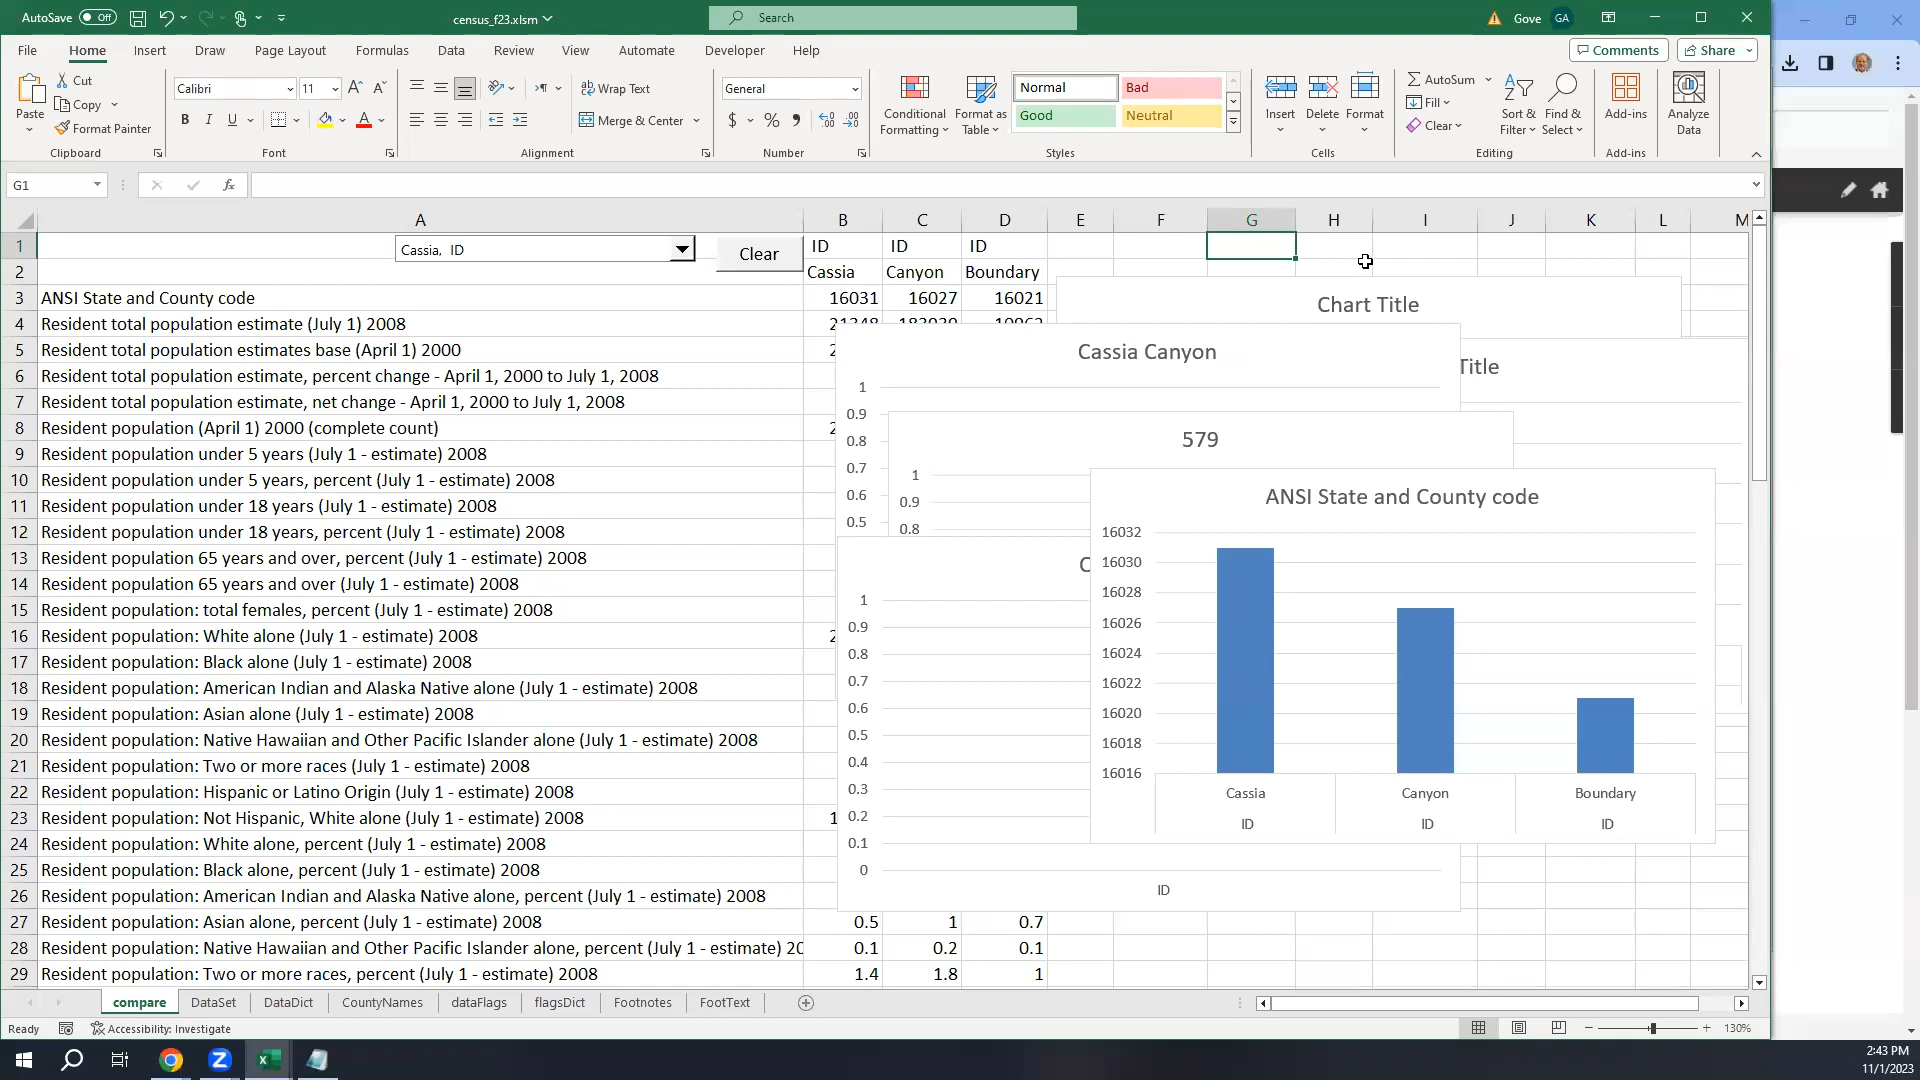 AutoSave Off census_f23.xlsm Search Gove GA
File Home Insert Draw Page Layout Formulas Data Review View Automate Developer Help Comments Share
Paste Cut Copy Format Painter Clipboard
Calibri 11 B I U Font
Wrap Text Merge & Center Alignment
General $ % Number
Conditional Formatting Format as Table Normal Bad Good Neutral Styles
Insert Delete Format Cells
AutoSum Fill Clear Sort & Filter Find & Select Editing
Add-ins Add-ins
Analyze Data
G1 fx
A B C D E F G H I J K L M
1 Cassia, ID Clear ID ID ID
2 Cassia Canyon Boundary
3 ANSI State and County code 16031 16027 16021
4 Resident total population estimate (July 1) 2008
5 Resident total population estimates base (April 1) 2000 2
6 Resident total population estimate, percent change - April 1, 2000 to July 1, 2008
7 Resident total population estimate, net change - April 1, 2000 to July 1, 2008
8 Resident population (April 1) 2000 (complete count) 2
9 Resident population under 5 years (July 1 - estimate) 2008
10 Resident population under 5 years, percent (July 1 - estimate) 2008
11 Resident population under 18 years (July 1 - estimate) 2008
12 Resident population under 18 years, percent (July 1 - estimate) 2008
13 Resident population 65 years and over, percent (July 1 - estimate) 2008
14 Resident population 65 years and over (July 1 - estimate) 2008
15 Resident population: total females, percent (July 1 - estimate) 2008
16 Resident population: White alone (July 1 - estimate) 2008 2
17 Resident population: Black alone (July 1 - estimate) 2008
18 Resident population: American Indian and Alaska Native alone (July 1 - estimate) 2008
19 Resident population: Asian alone (July 1 - estimate) 2008
20 Resident population: Native Hawaiian and Other Pacific Islander alone (July 1 - estimate) 2008
21 Resident population: Two or more races (July 1 - estimate) 2008
22 Resident population: Hispanic or Latino Origin (July 1 - estimate) 2008
23 Resident population: Not Hispanic, White alone (July 1 - estimate) 2008 1
24 Resident population: White alone, percent (July 1 - estimate) 2008
25 Resident population: Black alone, percent (July 1 - estimate) 2008
26 Resident population: American Indian and Alaska Native alone, percent (July 1 - estimate) 2008
27 Resident population: Asian alone, percent (July 1 - estimate) 2008 0.5 1 0.7
28 Resident population: Native Hawaiian and Other Pacific Islander alone, percent (July 1 - estimate) 20 0.1 0.2 0.1
29 Resident population: Two or more races, percent (July 1 - estimate) 2008 1.4 1.8 1
Chart Title
Title
Cassia Canyon
1
0.9
0.8
0.7
0.6
0.5
579
1
0.9
0.8
C
1
0.9
0.8
0.7
0.6
0.5
0.4
0.3
0.2
0.1
0
ID
ANSI State and County code
16032
16030
16028
16026
16024
16022
16020
16018
16016
Cassia Canyon Boundary
ID ID ID
compare DataSet DataDict CountyNames dataFlags flagsDict Footnotes FootText
Ready Accessibility: Investigate 130%
2:43 PM
11/1/2023